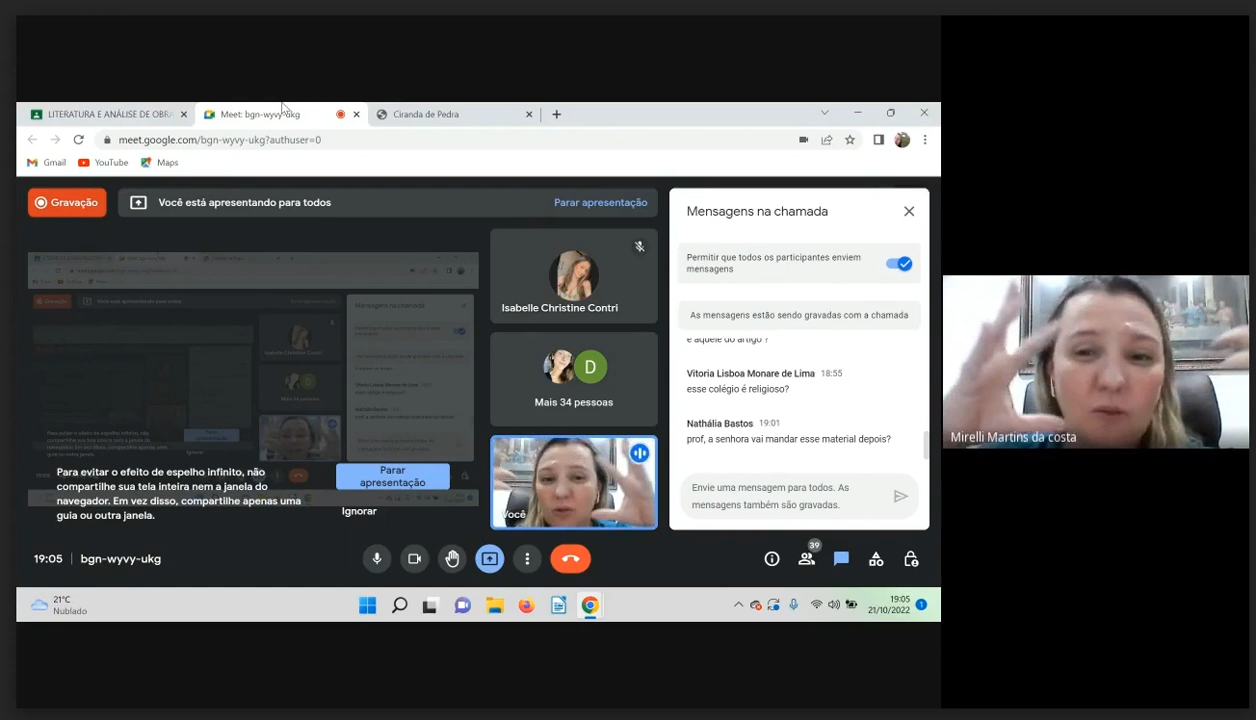 LITERATURA E ANÁLISE DE OBR
Meet: bgn-wyvy-ukg
Ciranda de Pedra
meet.google.com/bgn-wyvy-ukg?authuser=0
Gmail
YouTube
Maps
Gravação
Você está apresentando para todos
Parar apresentação
Isabelle Christine Contri
D
Mais 34 pessoas
Você
Para evitar o efeito de espelho infinito, não
compartilhe sua tela inteira nem a janela do
navegador. Em vez disso, compartilhe apenas uma
guia ou outra janela.
Parar
apresentação
Ignorar
Mensagens na chamada
Permitir que todos os participantes enviem
mensagens
As mensagens estão sendo gravadas com a chamada
e aquele do artigo ?
Vitoria Lisboa Monare de Lima 18:55
esse colégio é religioso?
Nathália Bastos 19:01
prof, a senhora vai mandar esse material depois?
Envie uma mensagem para todos. As
mensagens também são gravadas.
Mirelli Martins da costa
19:05 | bgn-wyvy-ukg
39
21°C
Nublado
19:05
21/10/2022
1